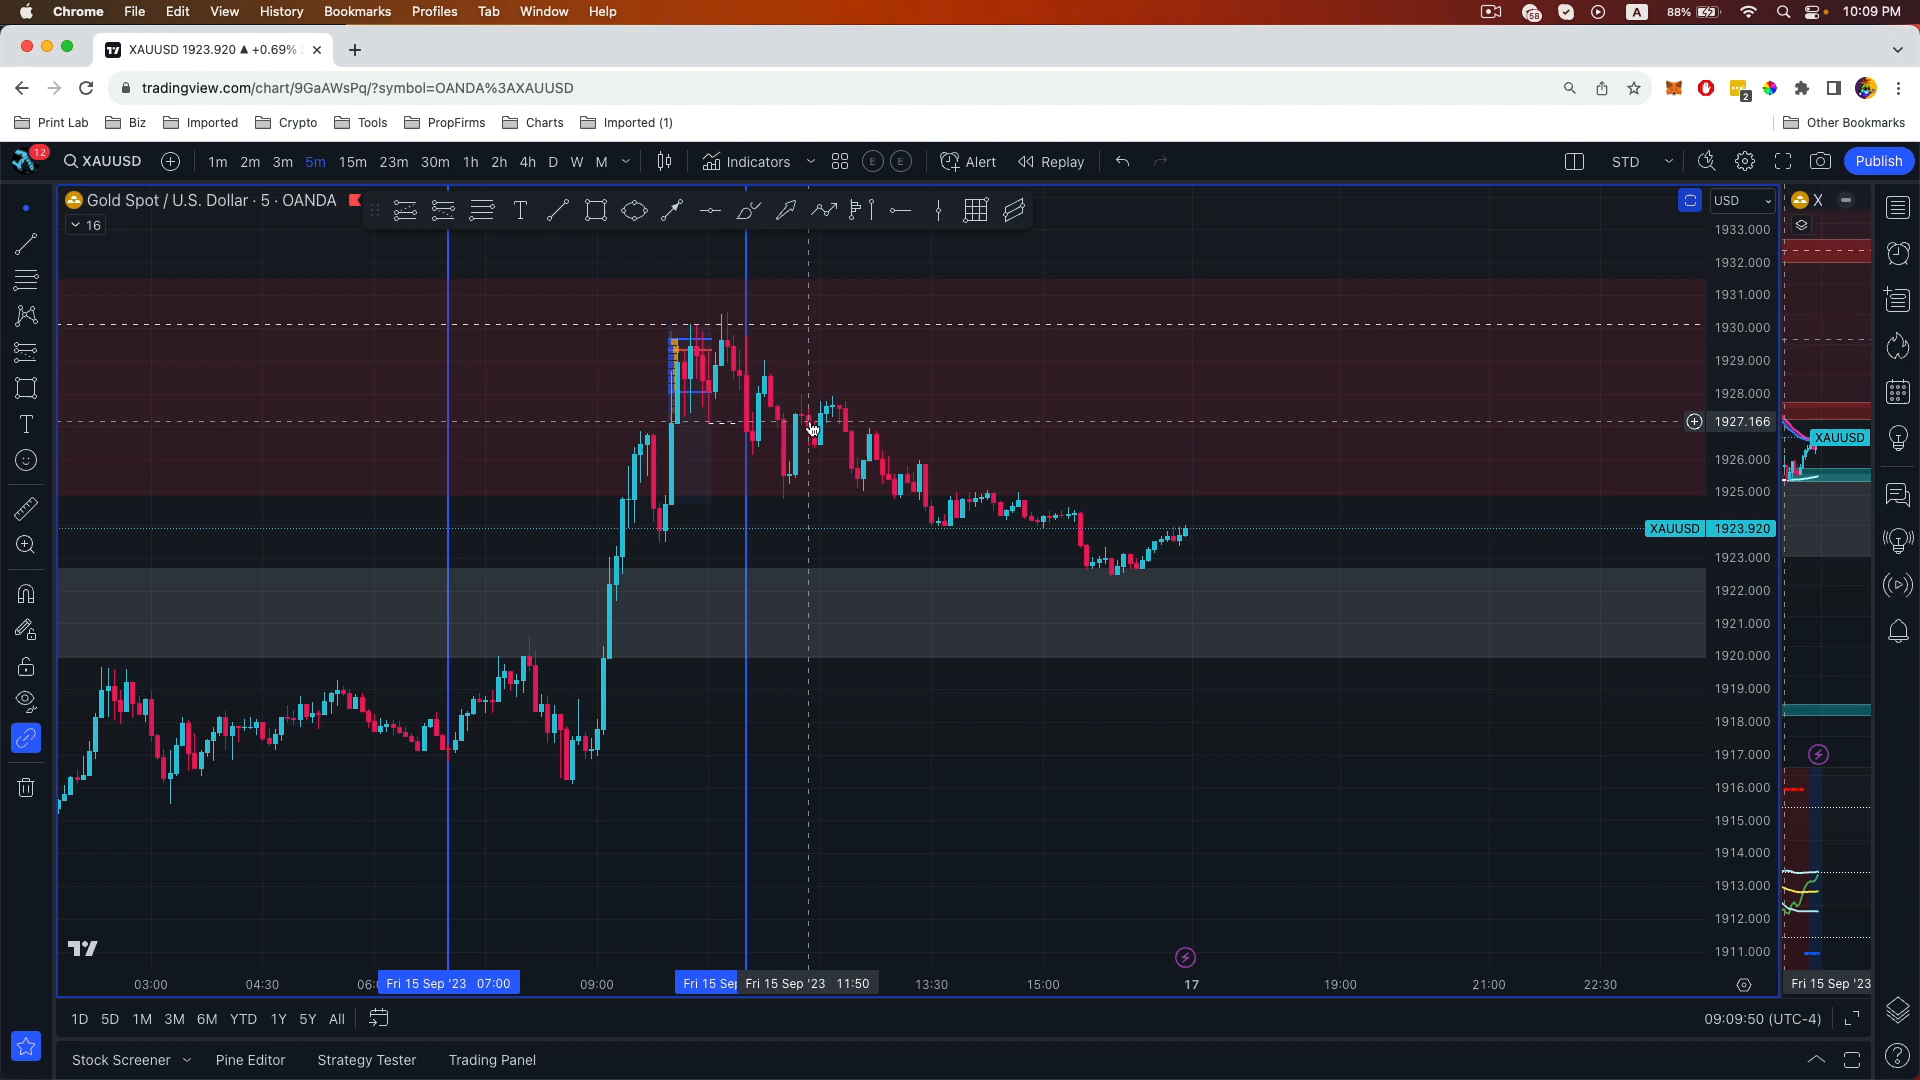 Chrome File Edit View History Bookmarks Profiles Tab Window Help 58 A 88% 10:09 PM
XAUUSD 1923.920 ▲ +0.69%
tradingview.com/chart/9GaAWsPq/?symbol=OANDA%3AXAUUSD 2
Print Lab Biz Imported Crypto Tools PropFirms Charts Imported (1) Other Bookmarks
12 XAUUSD 1m 2m 3m 5m 15m 23m 30m 1h 2h 4h D W M Indicators E E Alert Replay STD Publish
Gold Spot / U.S. Dollar · 5 · OANDA T USD X
16
1933.000
1932.000
1931.000
1930.000
1929.000
1928.000
1927.166
XAUUSD
1926.000
1925.000
XAUUSD 1923.920
1923.000
1922.000
1921.000
1920.000
1919.000
1918.000
1917.000
1916.000
1915.000
1914.000
1913.000
1912.000
1911.000
03:00 04:30 06: Fri 15 Sep '23 07:00 09:00 Fri 15 Sep Fri 15 Sep '23 11:50 13:30 15:00 17 19:00 21:00 22:30 Fri 15 Sep '23
1D 5D 1M 3M 6M YTD 1Y 5Y All 09:09:50 (UTC-4)
Stock Screener Pine Editor Strategy Tester Trading Panel